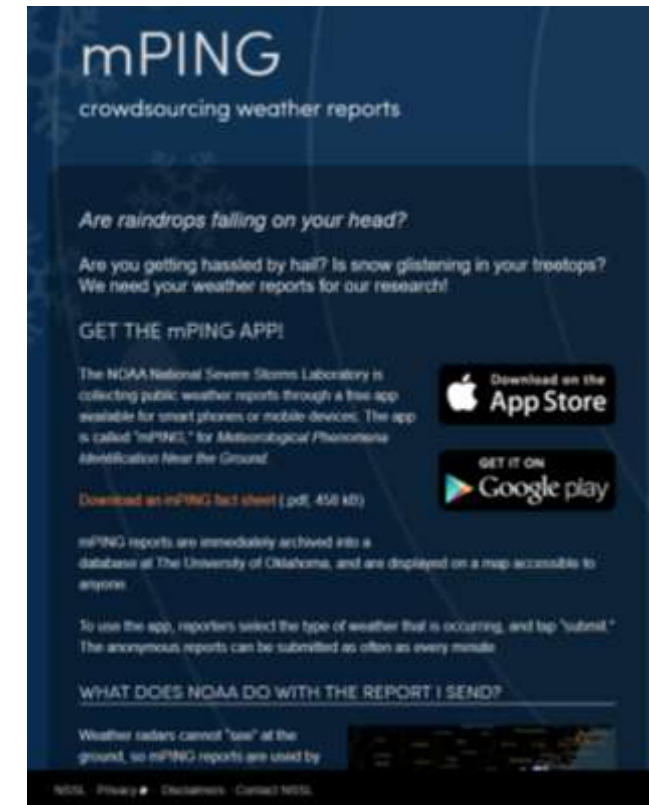 mPING
crowdsourcing weather reports
Are raindrops falling on your head?
Are you getting hassled by hail? Is snow glistening in your treetops?
We need your weather reports for our research!
GET THE mPING APP!
The NOAA National Severe Storms Laboratory is
collecting public weather reports through a free app
available for smart phones or mobile devices. The app
is called "mPING," for Meteorological Phenomena
Identification Near the Ground.
Download on the
App Store
GET IT ON
Google play
Download an mPING fact sheet (.pdf, 458 kB)
mPING reports are immediately archived into a
database at The University of Oklahoma, and are displayed on a map accessible to
anyone.
To use the app, reporters select the type of weather that is occurring, and tap "submit."
The anonymous reports can be submitted as often as every minute.
WHAT DOES NOAA DO WITH THE REPORT I SEND?
Weather radars cannot "see" at the
ground, so mPING reports are used by
NSSL Privacy Disclaimers Contact NSSL